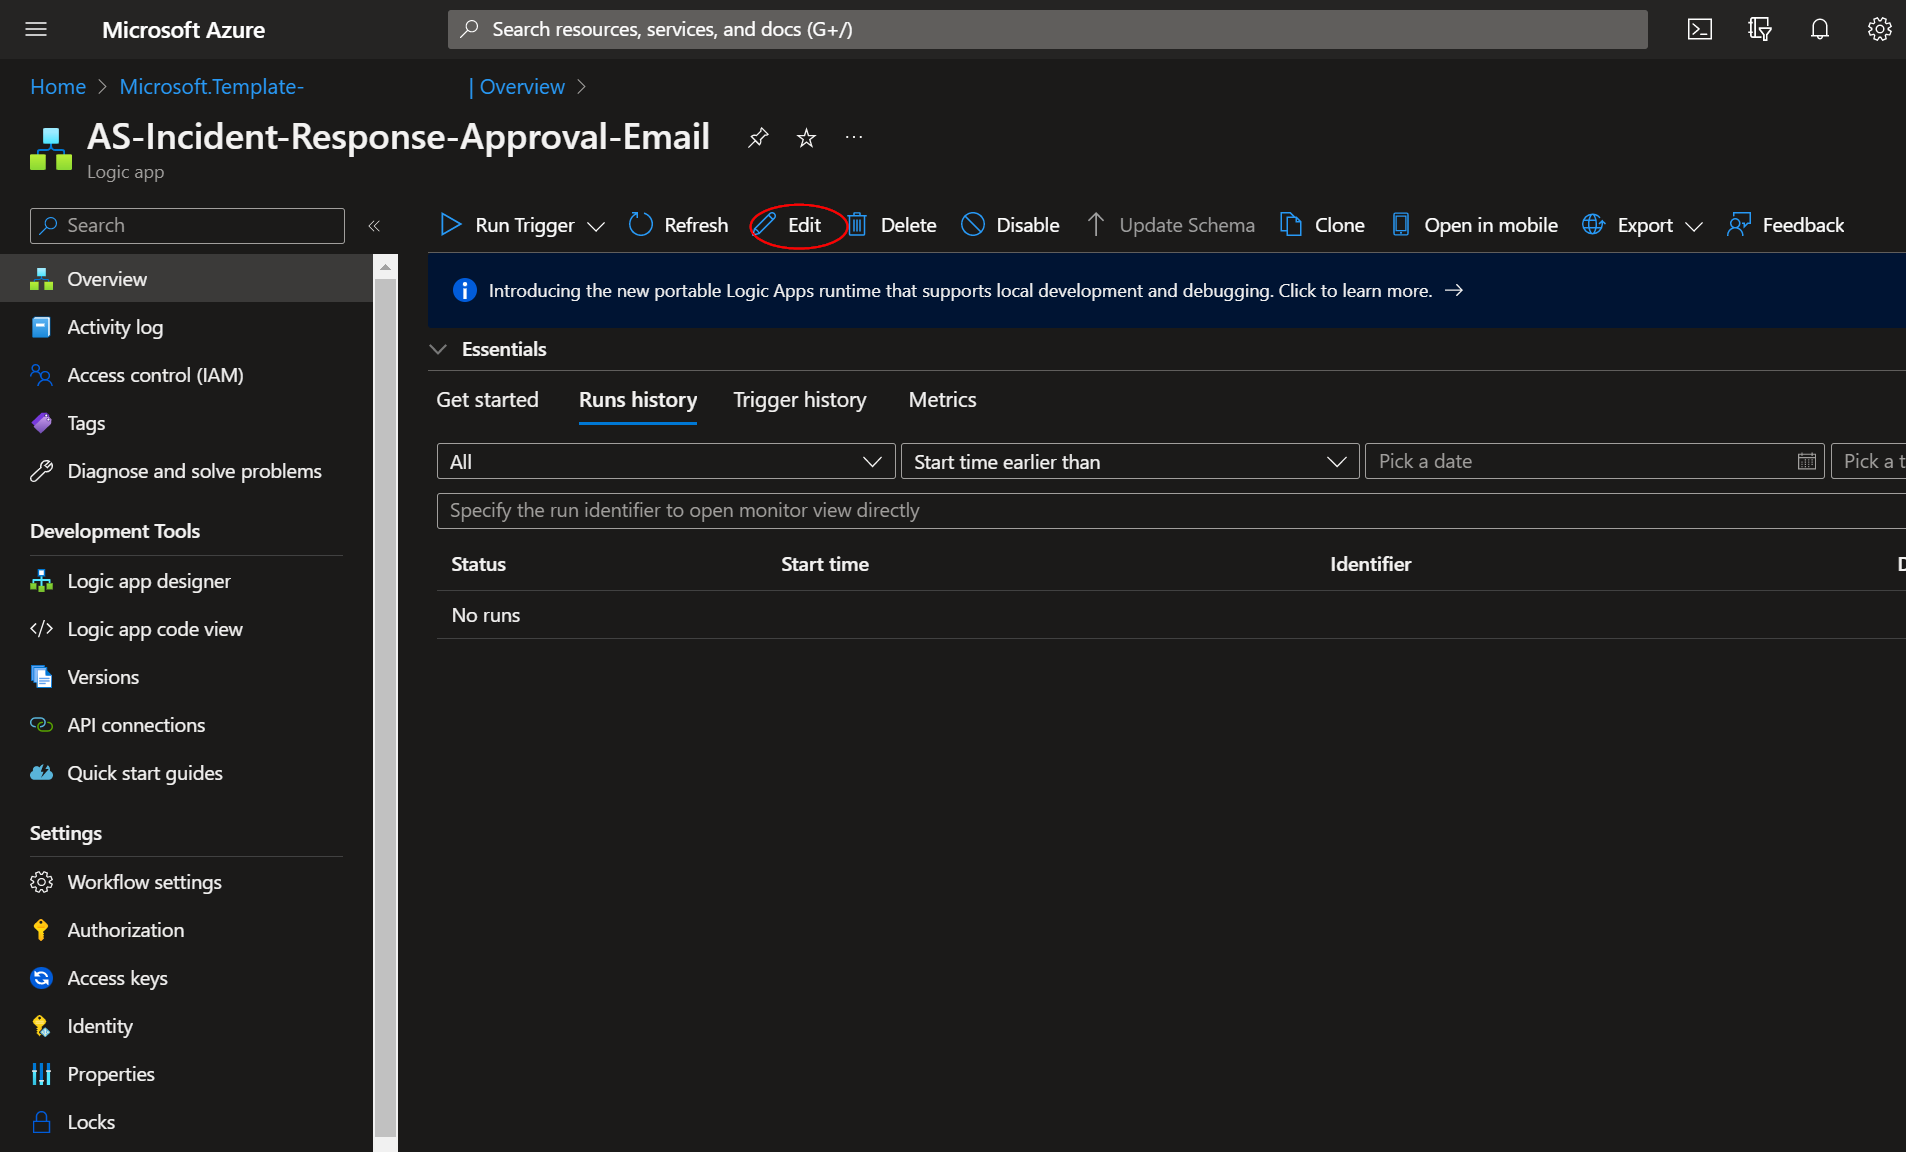 Microsoft Azure
Search resources, services, and docs (G+/)
Home > Microsoft.Template- | Overview >
AS-Incident-Response-Approval-Email
Logic app
Search
«
Run Trigger
Refresh
Edit
Delete
Disable
Update Schema
Clone
Open in mobile
Export
Feedback
Overview
Activity log
Access control (IAM)
Tags
Diagnose and solve problems
Development Tools
Logic app designer
Logic app code view
Versions
API connections
Quick start guides
Settings
Workflow settings
Authorization
Access keys
Identity
Properties
Locks
Introducing the new portable Logic Apps runtime that supports local development and debugging. Click to learn more. →
Essentials
Get started
Runs history
Trigger history
Metrics
All
Start time earlier than
Pick a date
Pick a t
Specify the run identifier to open monitor view directly
Status
Start time
Identifier
No runs